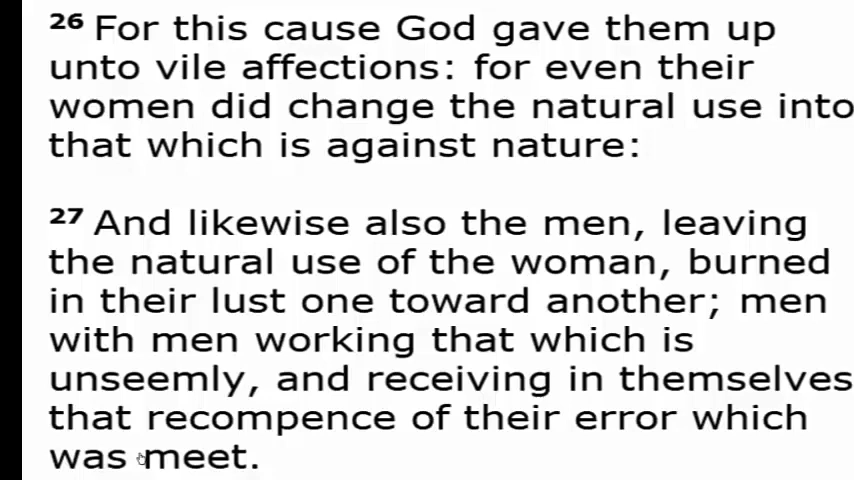 26 For this cause God gave them up
unto vile affections: for even their
women did change the natural use into
that which is against nature:
27 And likewise also the men, leaving
the natural use of the woman, burned
in their lust one toward another; men
with men working that which is
unseemly, and receiving in themselves
that recompence of their error which
was meet.